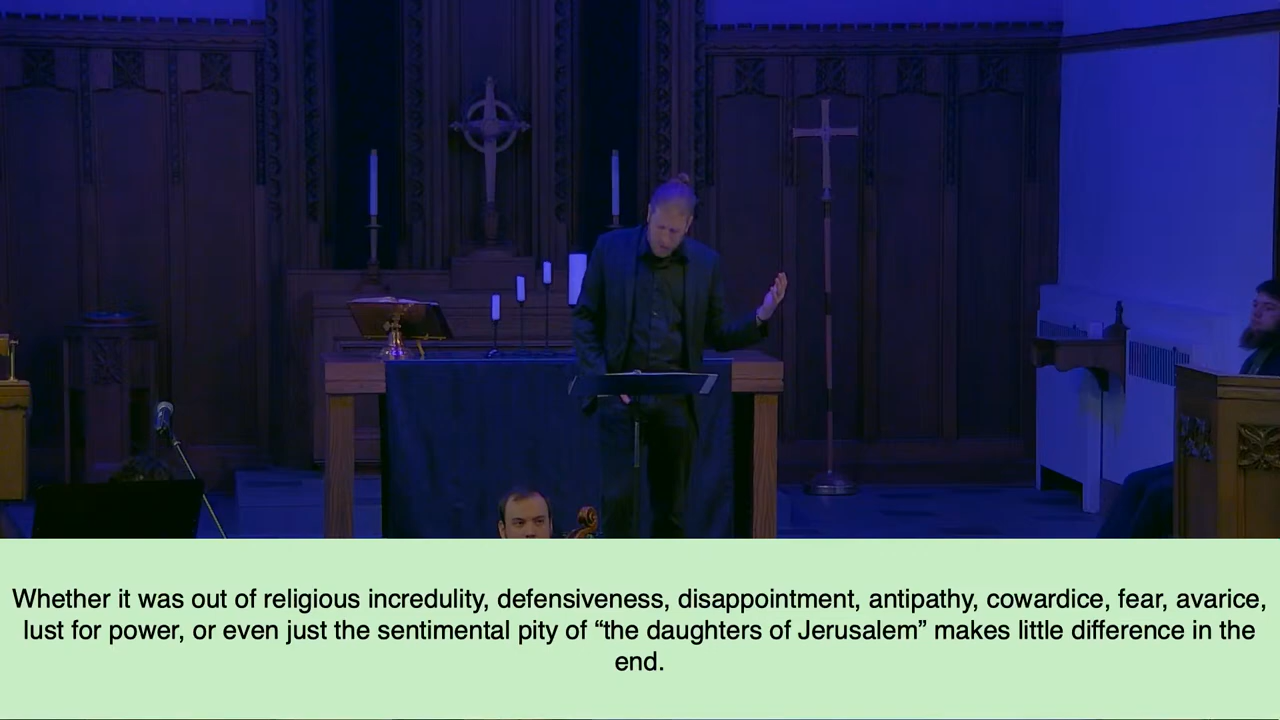 Whether it was out of religious incredulity, defensiveness, disappointment, antipathy, cowardice, fear, avarice,
lust for power, or even just the sentimental pity of “the daughters of Jerusalem” makes little difference in the
end.